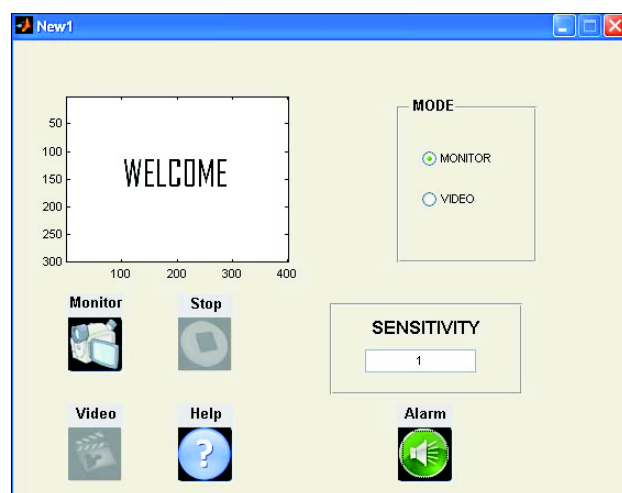 New1
MODE
50
100
150
200
250
300
WELCOME
MONITOR
VIDEO
100 200 300 400
Monitor Stop
SENSITIVITY
1
Video Help Alarm
?